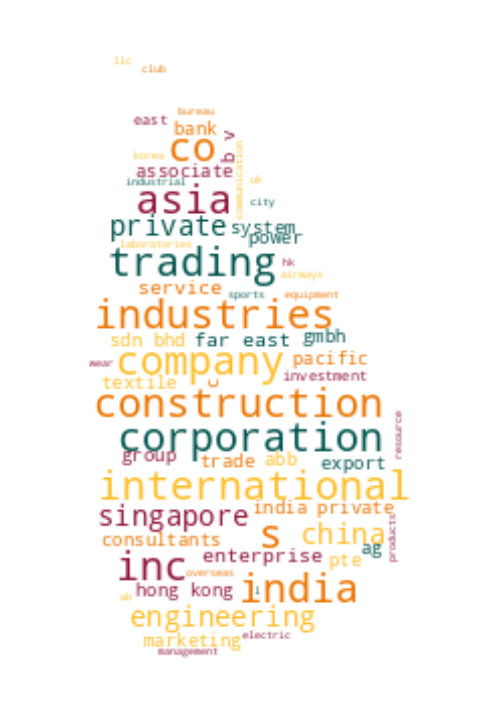 llc
club
bureau
east
bank
co
b v
korea
communication
associate
industrial
uk
asia
city
private
system
power
laboratories
trading
hk
airways
service
sports
equipment
industries
sdn bhd
far east
gmbh
company
pacific
wear
textile
c
investment
construction
resource
corporation
group
trade
abb
export
international
singapore
india private
s
china
products
consultants
ag
inc
enterprise
pte
overseas
ab
hong kong
l
india
engineering
marketing
electric
management